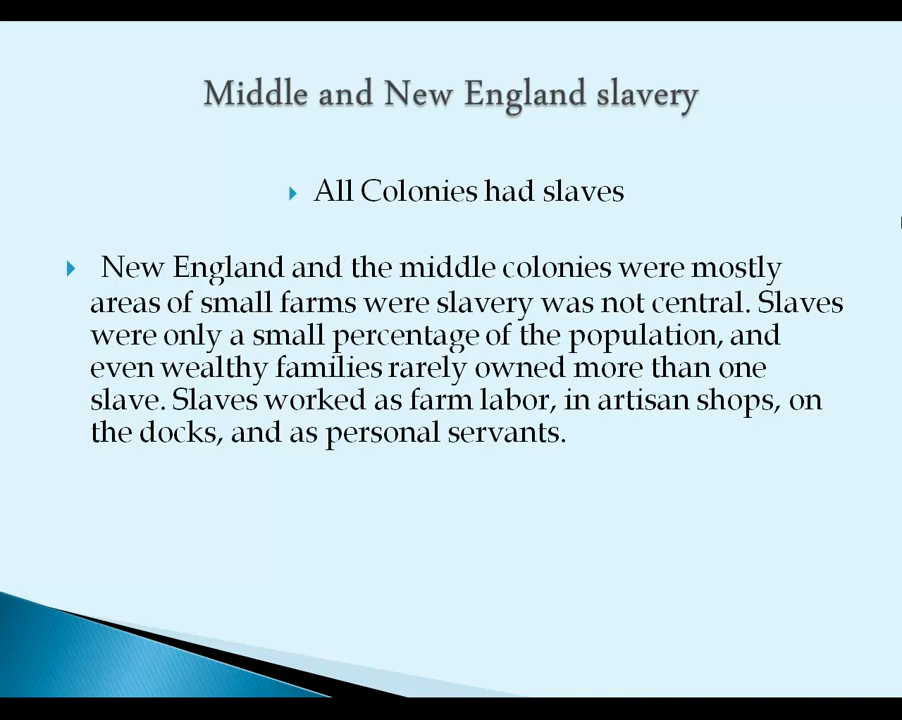 Middle and New England slavery
All Colonies had slaves
New England and the middle colonies were mostly
areas of small farms were slavery was not central. Slaves
were only a small percentage of the population, and
even wealthy families rarely owned more than one
slave. Slaves worked as farm labor, in artisan shops, on
the docks, and as personal servants.